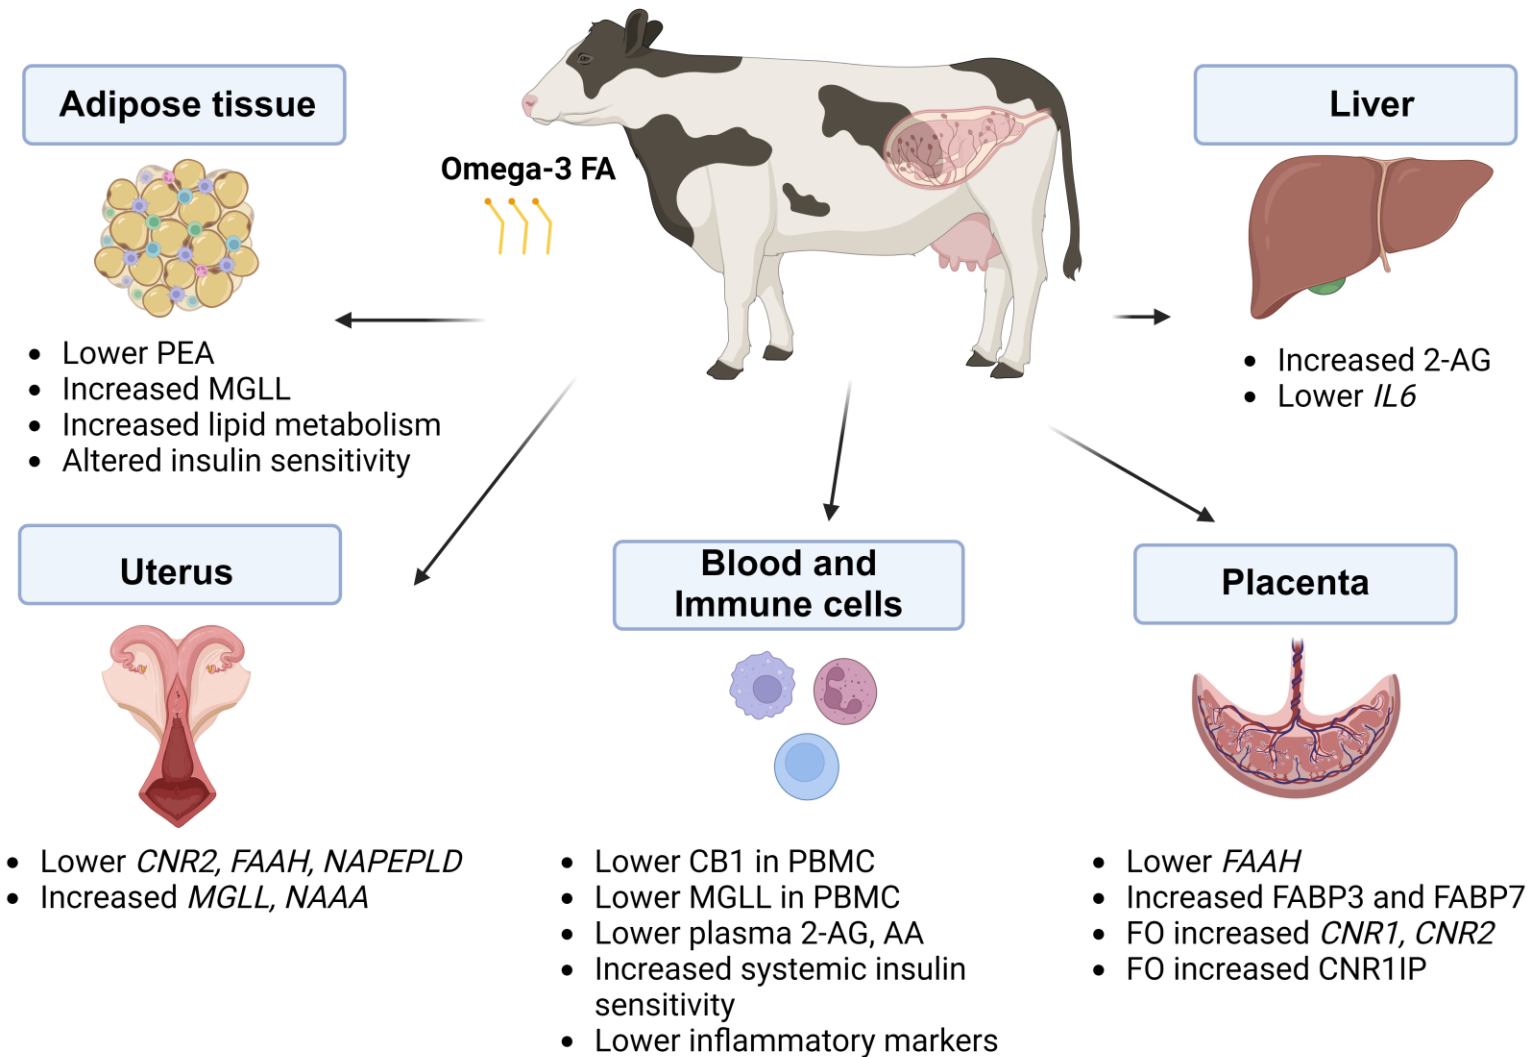 Adipose tissue
Omega-3 FA
Liver
• Lower PEA
• Increased MGLL
• Increased lipid metabolism
• Altered insulin sensitivity
• Increased 2-AG
• Lower IL6
Uterus
Blood and
Immune cells
Placenta
• Lower CNR2, FAAH, NAPEPLD
• Increased MGLL, NAAA
• Lower CB1 in PBMC
• Lower MGLL in PBMC
• Lower plasma 2-AG, AA
• Increased systemic insulin
sensitivity
• Lower inflammatory markers
• Lower FAAH
• Increased FABP3 and FABP7
• FO increased CNR1, CNR2
• FO increased CNR1IP